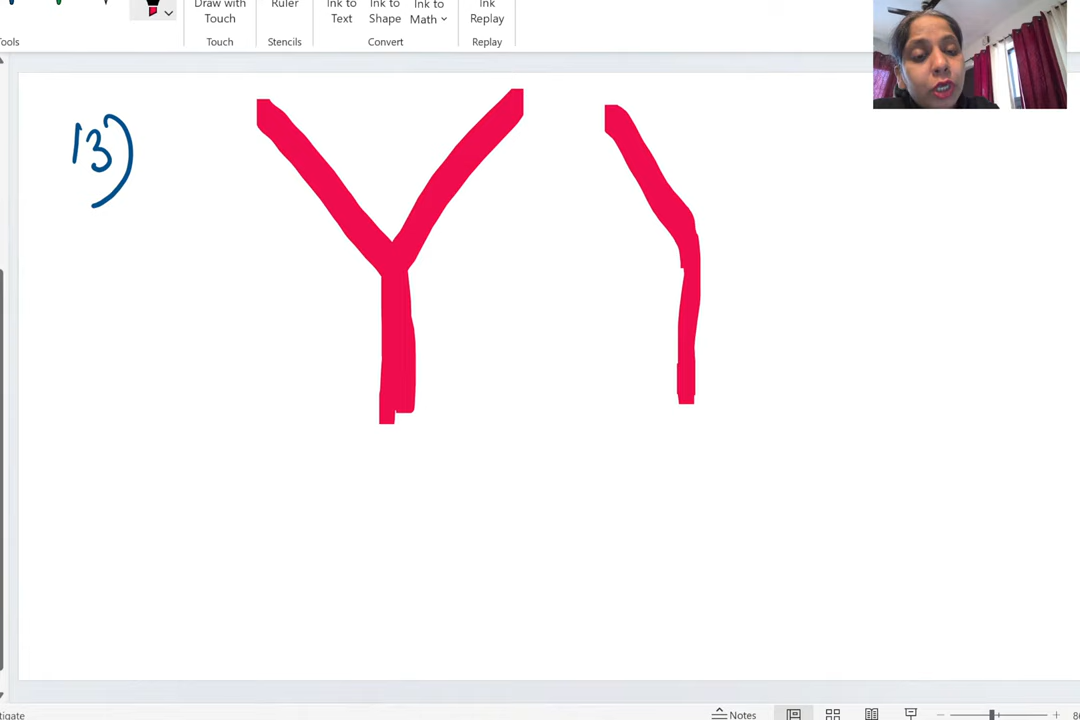 Draw with Touch
Ruler
Ink to Text
Ink to Shape
Ink to Math
Ink Replay
Touch
Stencils
Convert
Replay
13)
Y
Notes